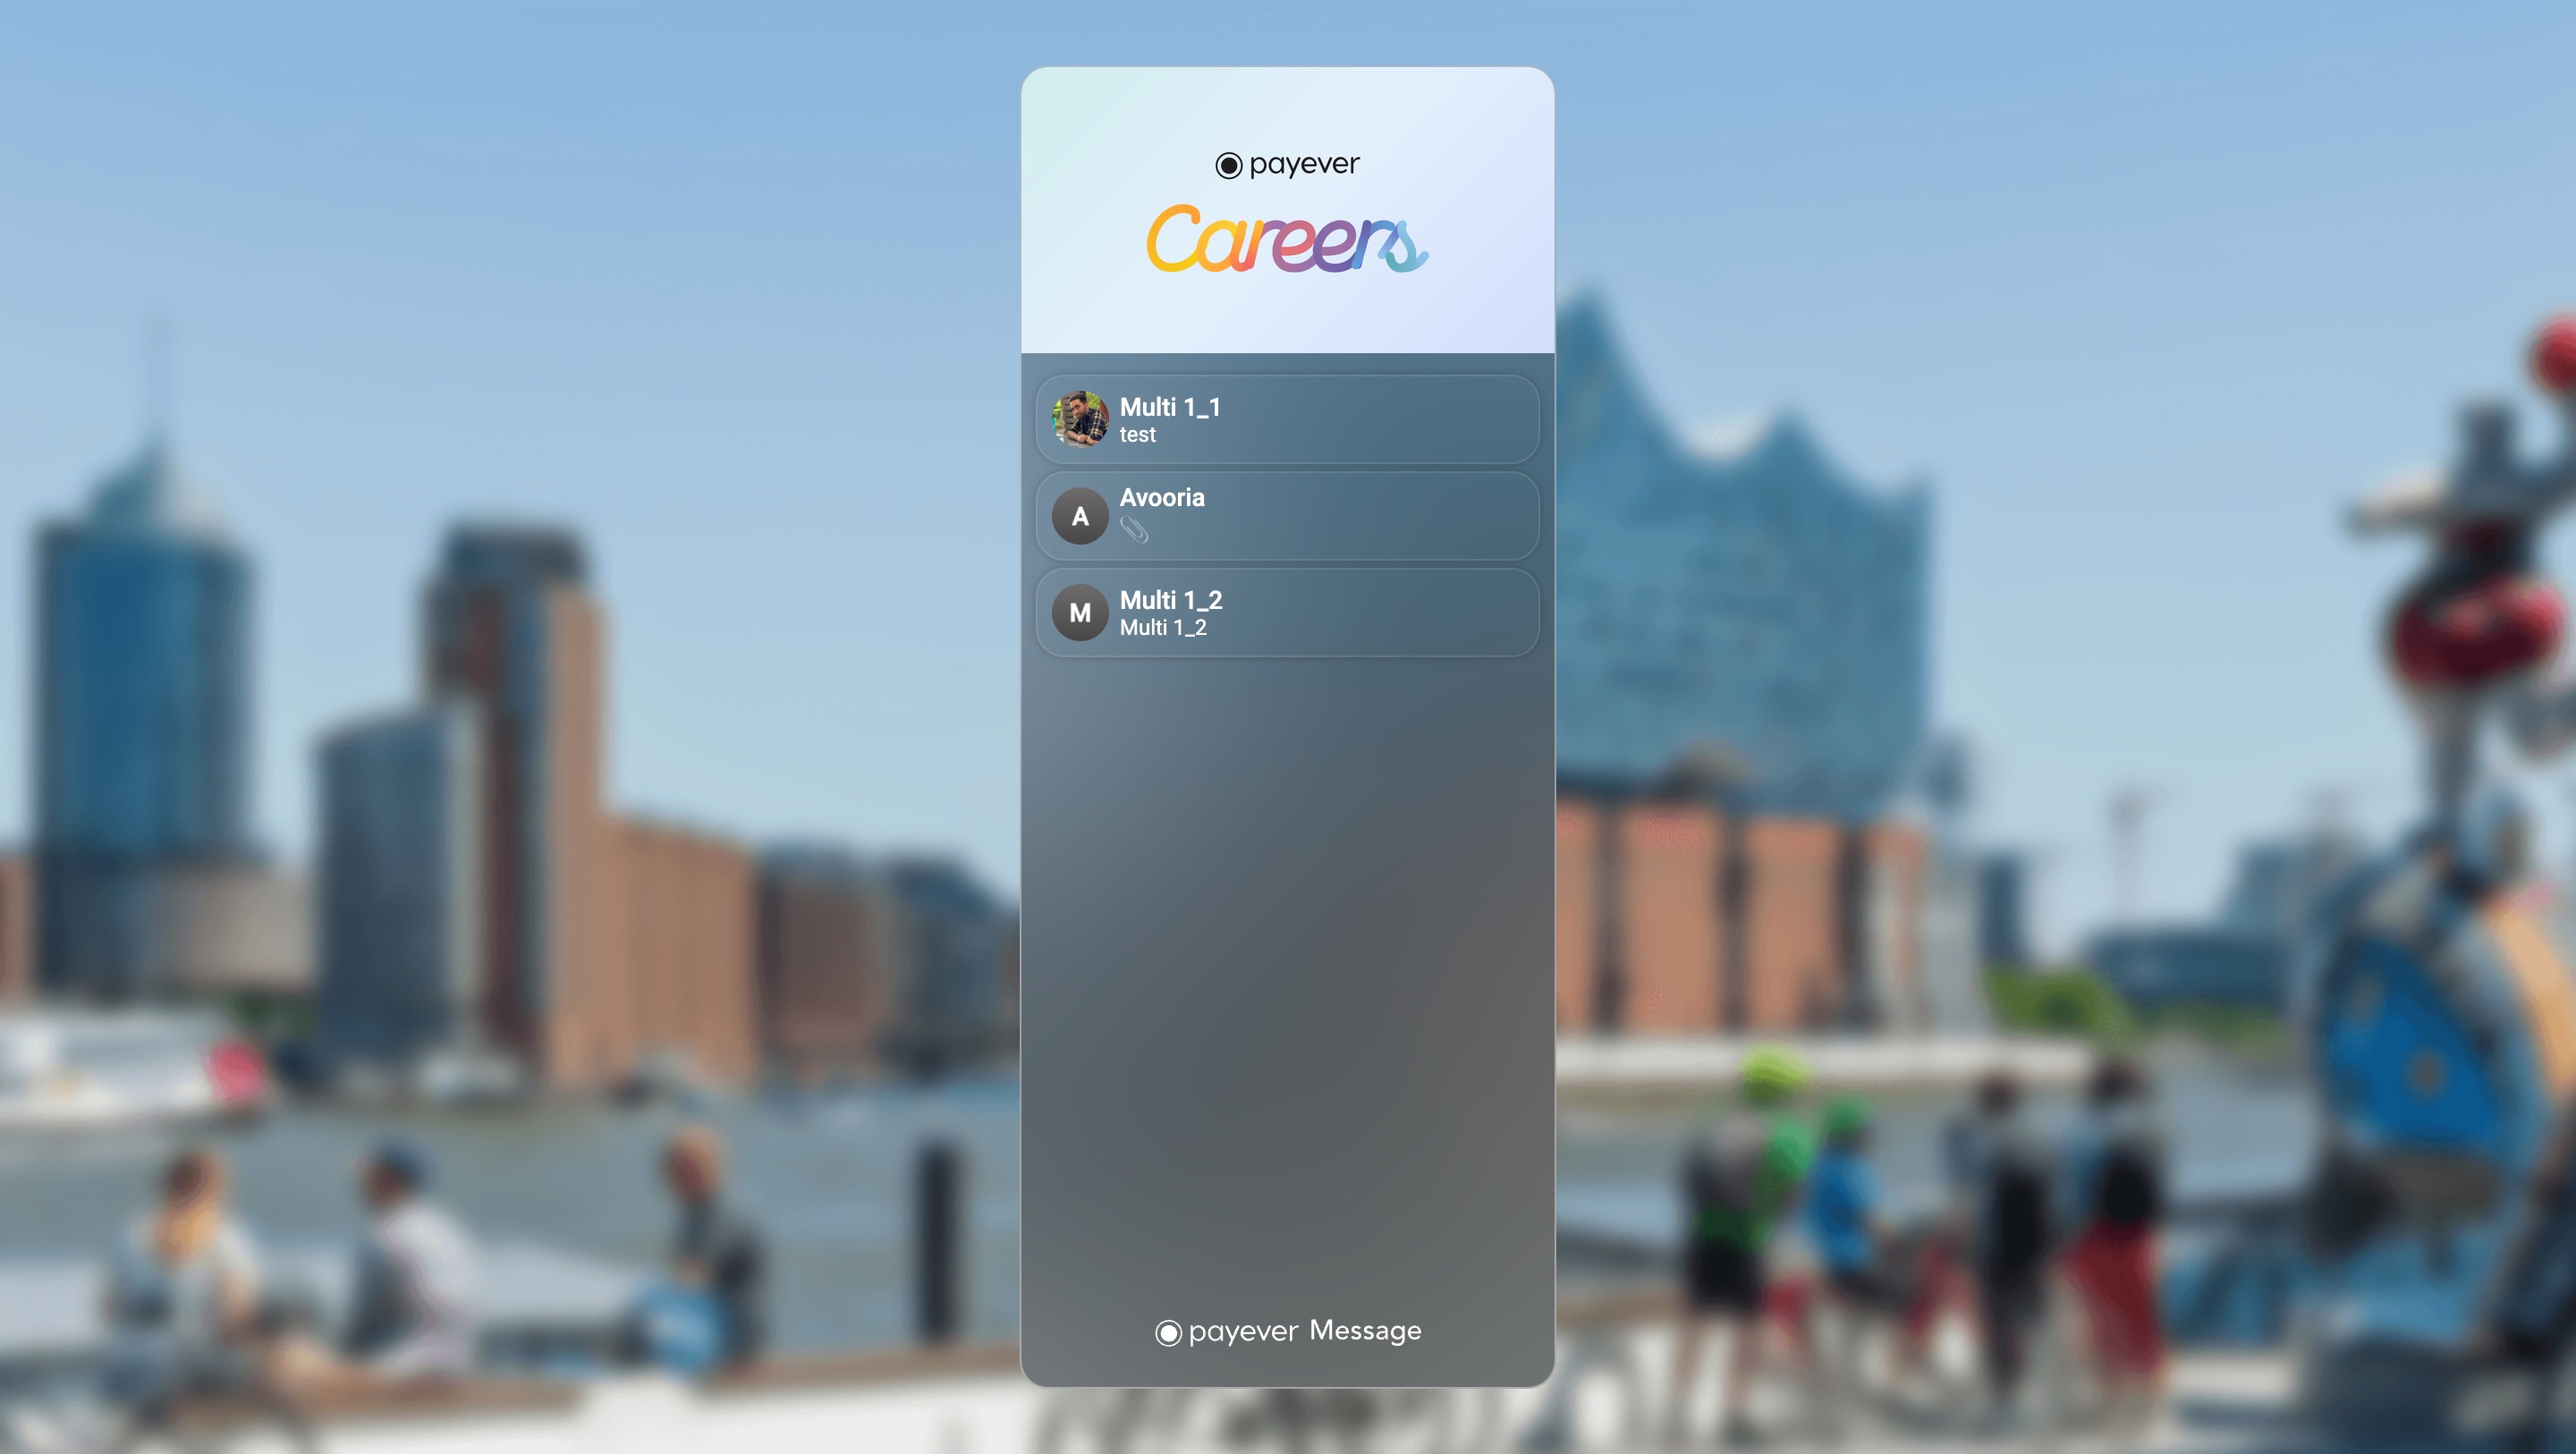 payever
Careers
Multi 1_1
test
A
Avooria
M
Multi 1_2
Multi 1_2
payever Message